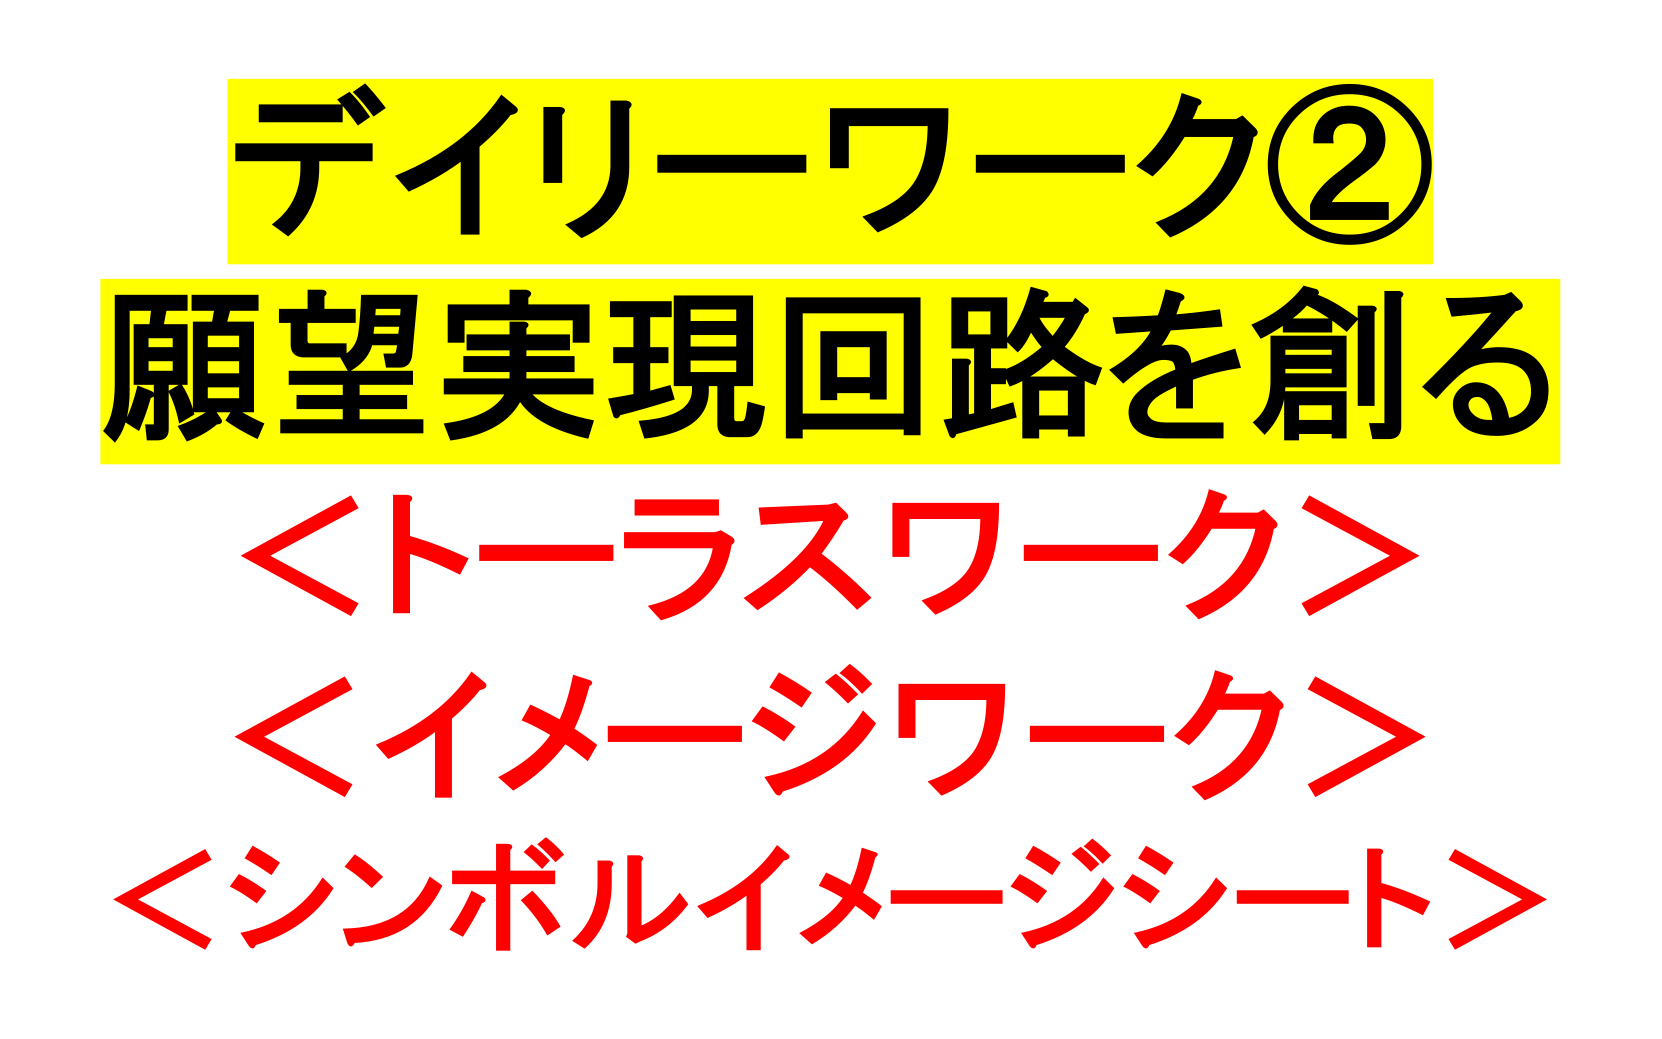 デイリーワーク②
願望実現回路を創る
＜トーラスワーク＞
＜イメージワーク＞
＜シンボルイメージシート＞